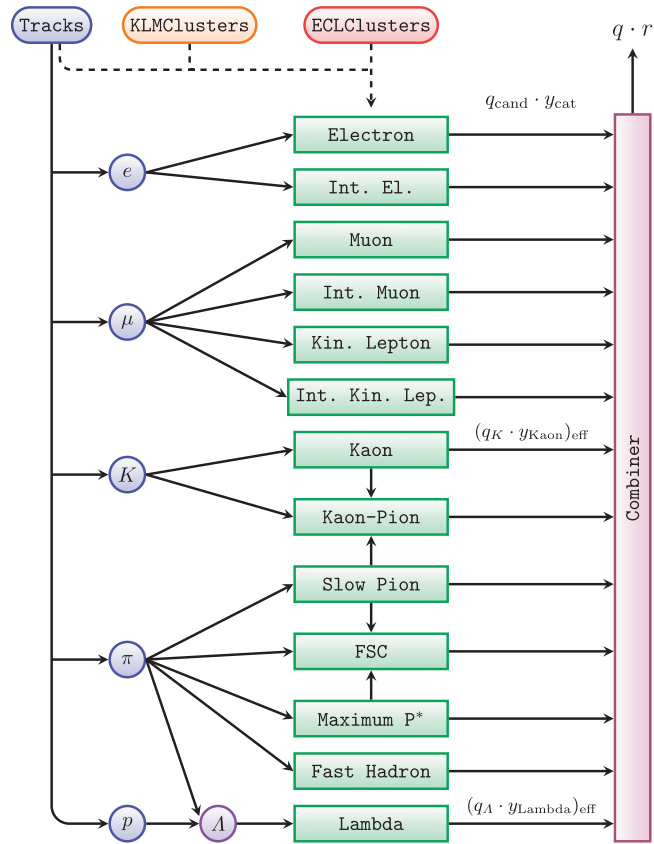 Tracks KLMClusters ECLClusters
q · r
q_cand · y_cat
Electron
e
Int. El.
Muon
Int. Muon
μ
Kin. Lepton
Int. Kin. Lep.
(q_K · y_Kaon)_eff
Kaon
K
Kaon-Pion
Combiner
Slow Pion
FSC
π
Maximum P*
Fast Hadron
(q_Λ · y_Lambda)_eff
p Λ Lambda